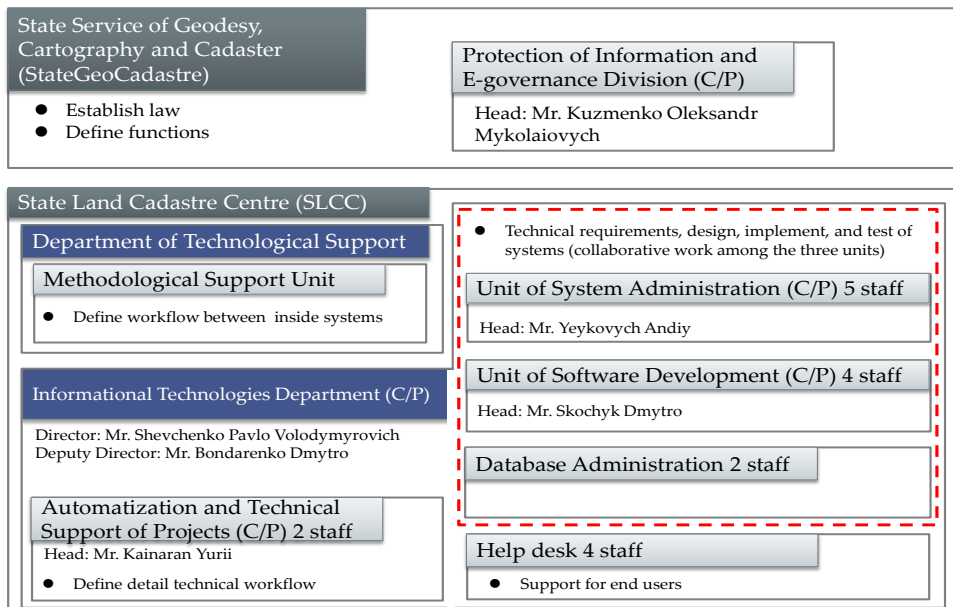 State Service of Geodesy,
Cartography and Cadaster
(StateGeoCadastre)
● Establish law
● Define functions
Protection of Information and
E-governance Division (C/P)
Head: Mr. Kuzmenko Oleksandr
Mykolaiovych
State Land Cadastre Centre (SLCC)
Department of Technological Support
Methodological Support Unit
● Define workflow between inside systems
Informational Technologies Department (C/P)
Director: Mr. Shevchenko Pavlo Volodymyrovich
Deputy Director: Mr. Bondarenko Dmytro
Automatization and Technical
Support of Projects (C/P) 2 staff
Head: Mr. Kainaran Yurii
● Define detail technical workflow
● Technical requirements, design, implement, and test of
systems (collaborative work among the three units)
Unit of System Administration (C/P) 5 staff
Head: Mr. Yeykovych Andiy
Unit of Software Development (C/P) 4 staff
Head: Mr. Skochyk Dmytro
Database Administration 2 staff
Help desk 4 staff
● Support for end users